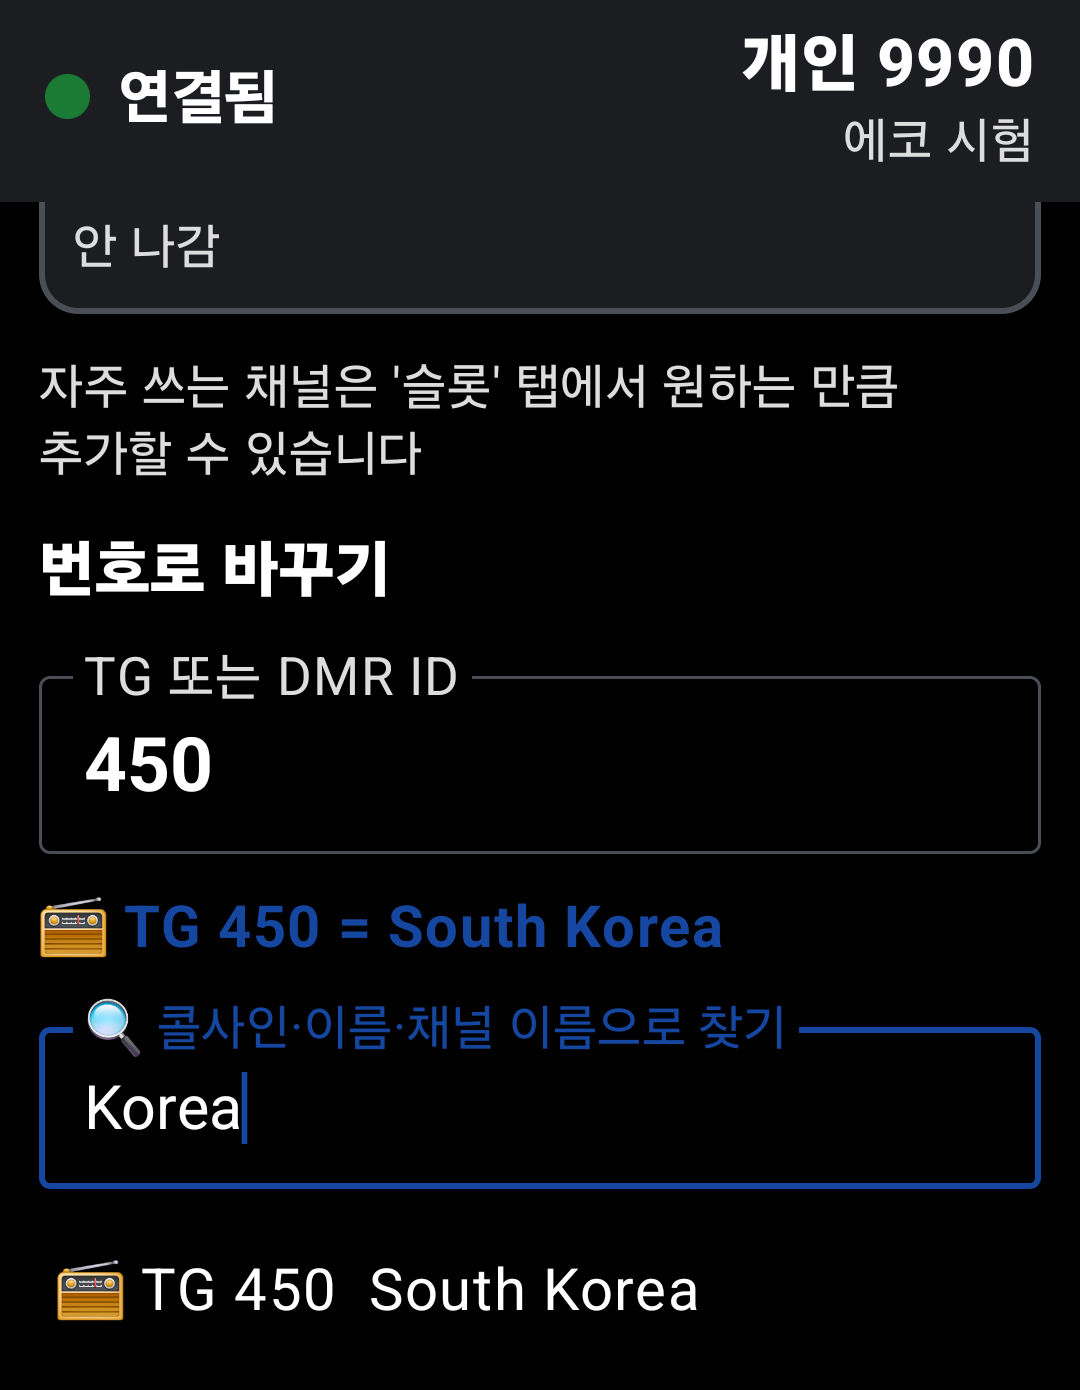 연결됨
개인 9990
에코 시험
안 나감
자주 쓰는 채널은 '슬롯' 탭에서 원하는 만큼
추가할 수 있습니다
번호로 바꾸기
TG 또는 DMR ID
450
TG 450 = South Korea
콜사인·이름·채널 이름으로 찾기
Korea
TG 450 South Korea